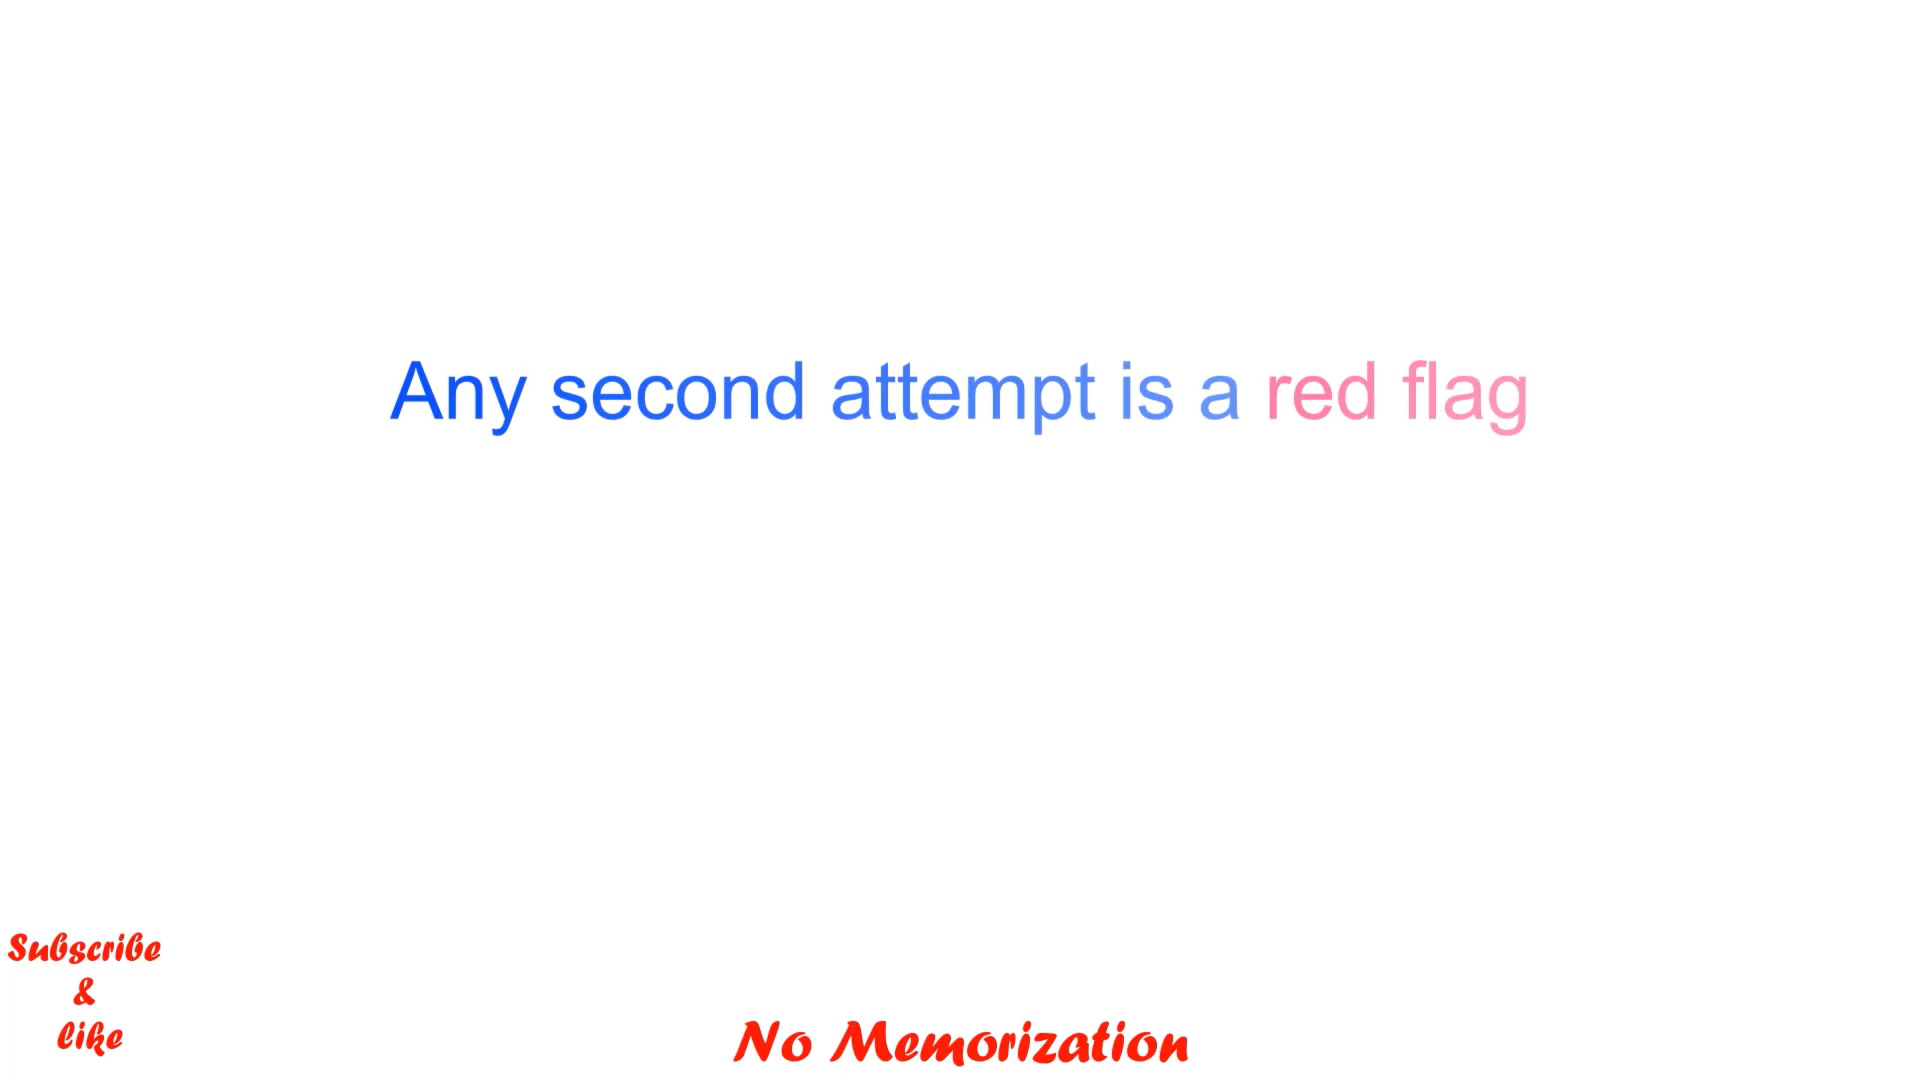 Any second attempt is a red flag
Subscribe
&
like
No Memorization